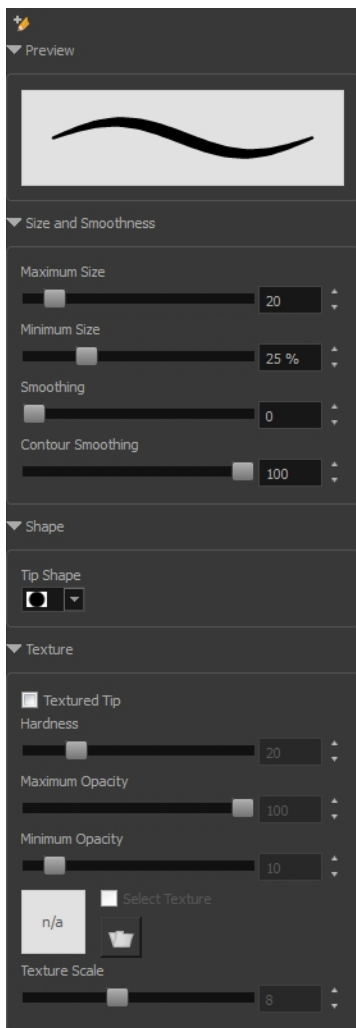 Preview
Size and Smoothness
Maximum Size
20
Minimum Size
25 %
Smoothing
0
Contour Smoothing
100
Shape
Tip Shape
Texture
Textured Tip
Hardness
20
Maximum Opacity
100
Minimum Opacity
10
n/a
Select Texture
Texture Scale
8